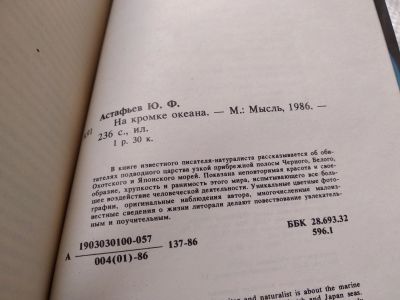 Астафьев Ю. Ф.
На кромке океана. — М.: Мысль, 1986. —
236 с., ил.
1 р. 30 к.
В книге известного писателя-натуралиста рассказывается об оби-
тателях подводного царства узкой прибрежной полосы Черного, Белого,
Охотского и Японского морей. Показана неповторимая красота и свое-
образие, хрупкость и ранимость этого мира, испытывающего все боль-
шее воздействие человеческой деятельности. Уникальные цветные фото-
графии, оригинальные наблюдения автора, многочисленные малоиз-
вестные сведения о жизни литорали делают повествование увлекатель-
ным и поучительным.
А 1903030100-057 137-86
004(01)-86
ББК 28.693.32
596.1
and naturalist is about the marine
and Japan seas.